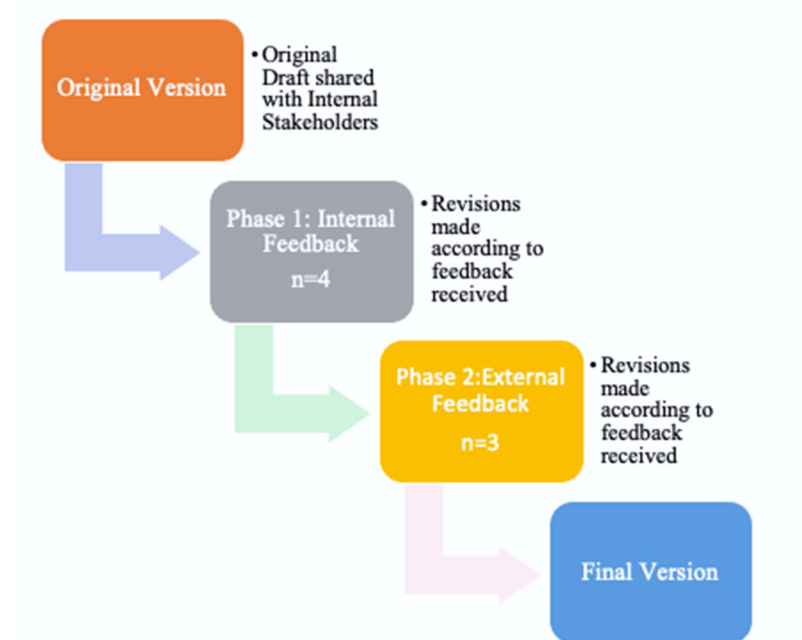 Original Version
• Original
Draft shared
with Internal
Stakeholders
Phase 1: Internal
Feedback
n=4
• Revisions
made
according to
feedback
received
Phase 2:External
Feedback
n=3
• Revisions
made
according to
feedback
received
Final Version